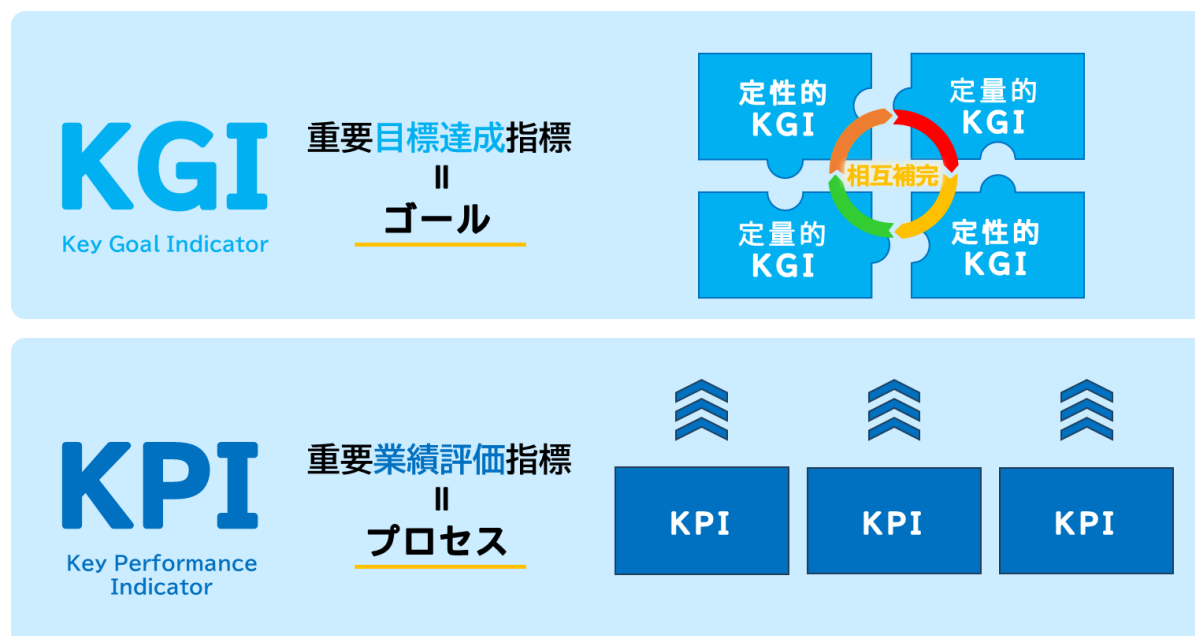 KGI
Key Goal Indicator
重要目標達成指標
＝
ゴール
定性的
KGI
定量的
KGI
相互補完
定量的
KGI
定性的
KGI
KPI
Key Performance
Indicator
重要業績評価指標
＝
プロセス
KPI
KPI
KPI